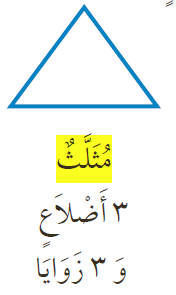 مُثَلَّثٌ
٣ أَضْلَاعٍ
وَ ٣ زَوَايَا